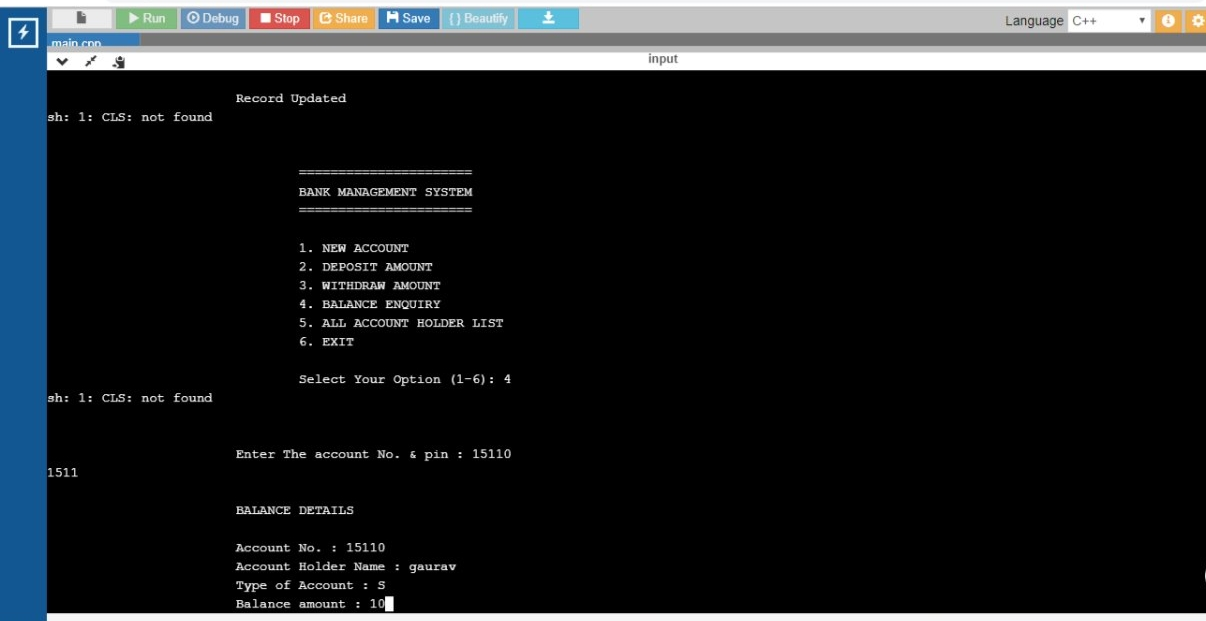 Run Debug Stop Share Save { } Beautify Language C++
main.cpp
input
Record Updated
sh: 1: CLS: not found
======================
BANK MANAGEMENT SYSTEM
======================
1. NEW ACCOUNT
2. DEPOSIT AMOUNT
3. WITHDRAW AMOUNT
4. BALANCE ENQUIRY
5. ALL ACCOUNT HOLDER LIST
6. EXIT
Select Your Option (1-6): 4
sh: 1: CLS: not found
Enter The account No. & pin : 15110
1511
BALANCE DETAILS
Account No. : 15110
Account Holder Name : gaurav
Type of Account : S
Balance amount : 10